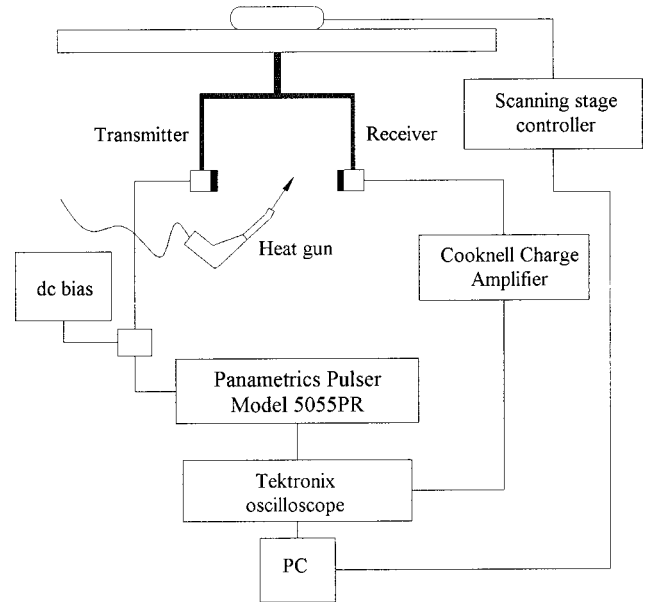 Scanning stage
controller
Transmitter
Receiver
Heat gun
Cooknell Charge
Amplifier
dc bias
Panametrics Pulser
Model 5055PR
Tektronix
oscilloscope
PC